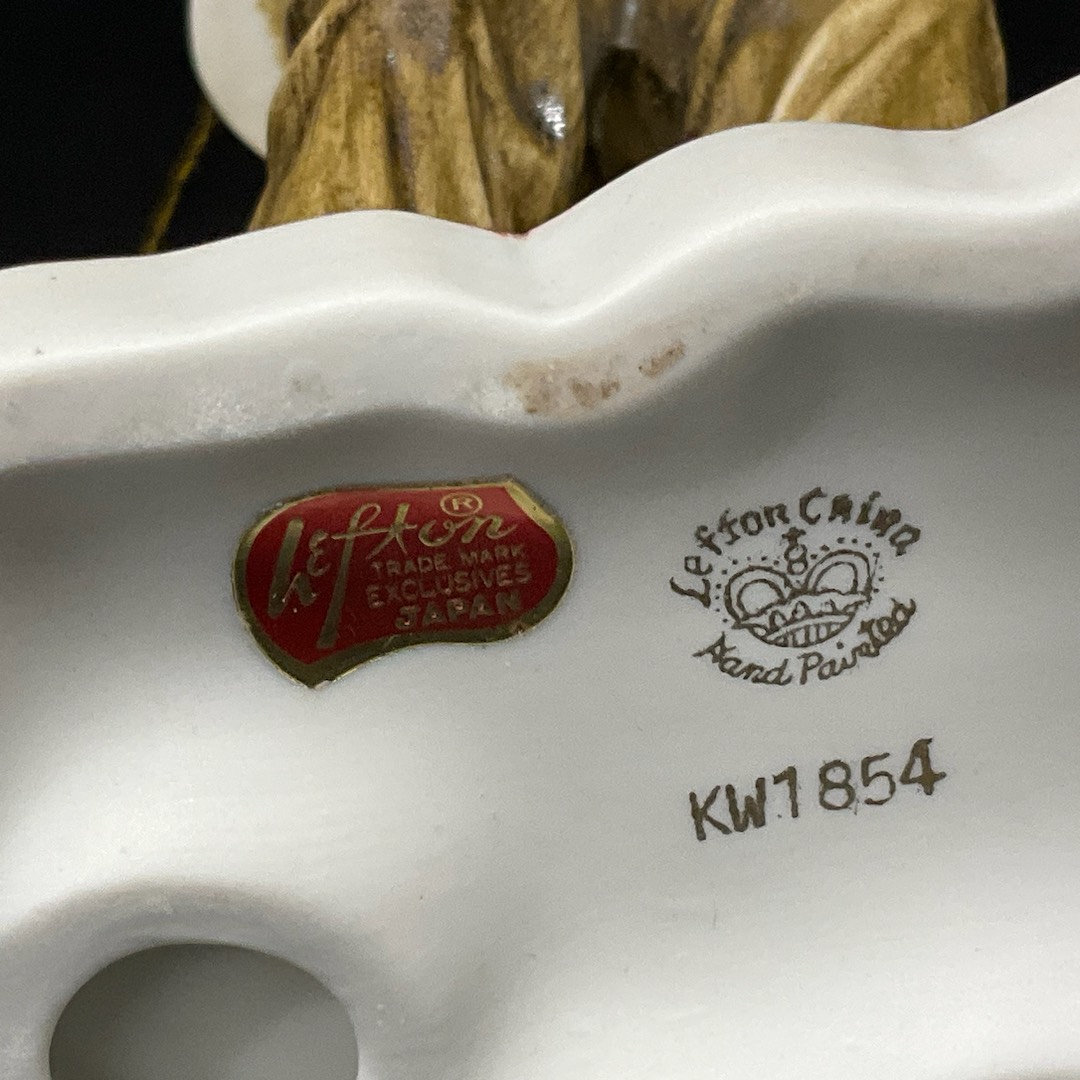 Lefton ®
TRADE MARK
EXCLUSIVES
JAPAN
Lefton China
Hand Painted
KW1854